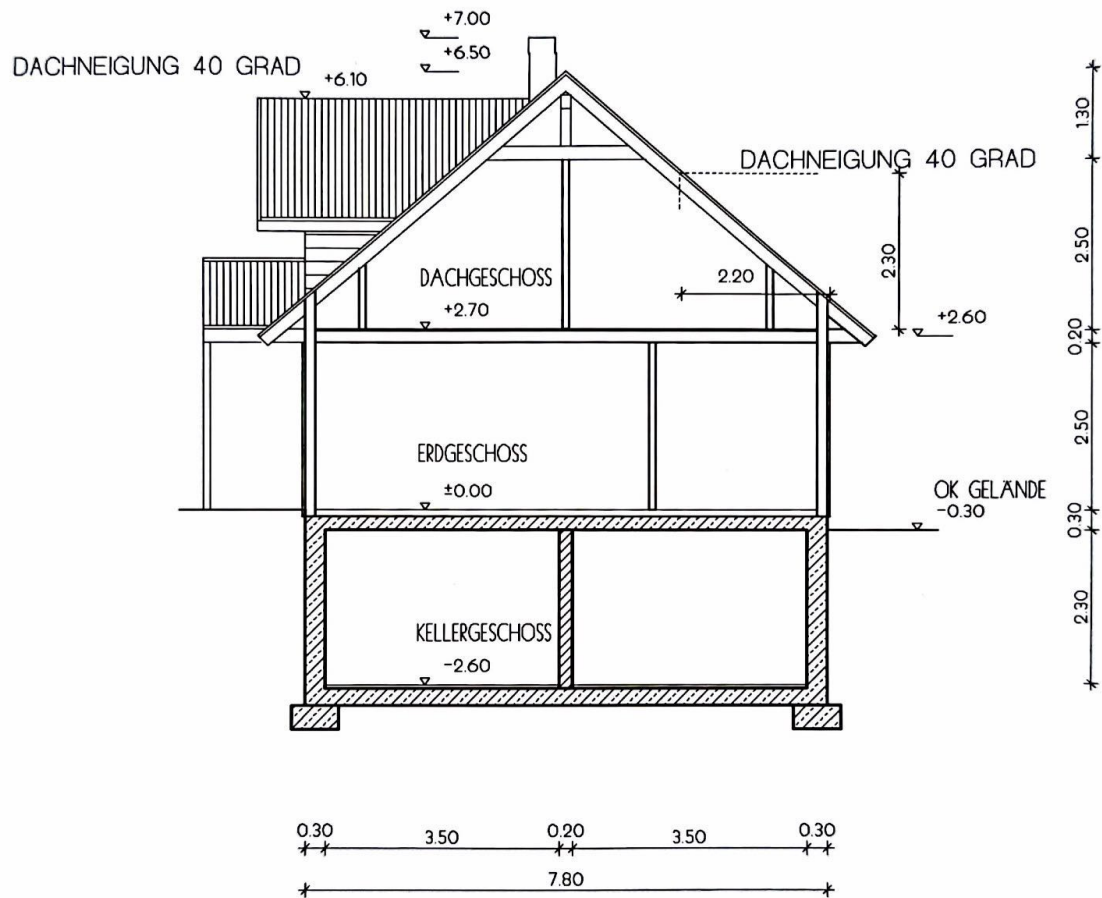 +7.00
+6.50
DACHNEIGUNG 40 GRAD
+6.10
1.30
DACHNEIGUNG 40 GRAD
2.50
2.30
2.20
DACHGESCHOSS
+2.70
+2.60
0.20
2.50
ERDGESCHOSS
±0.00
OK GELÄNDE
-0.30
0.30
2.30
KELLERGESCHOSS
-2.60
0.30 3.50 0.20 3.50 0.30
7.80